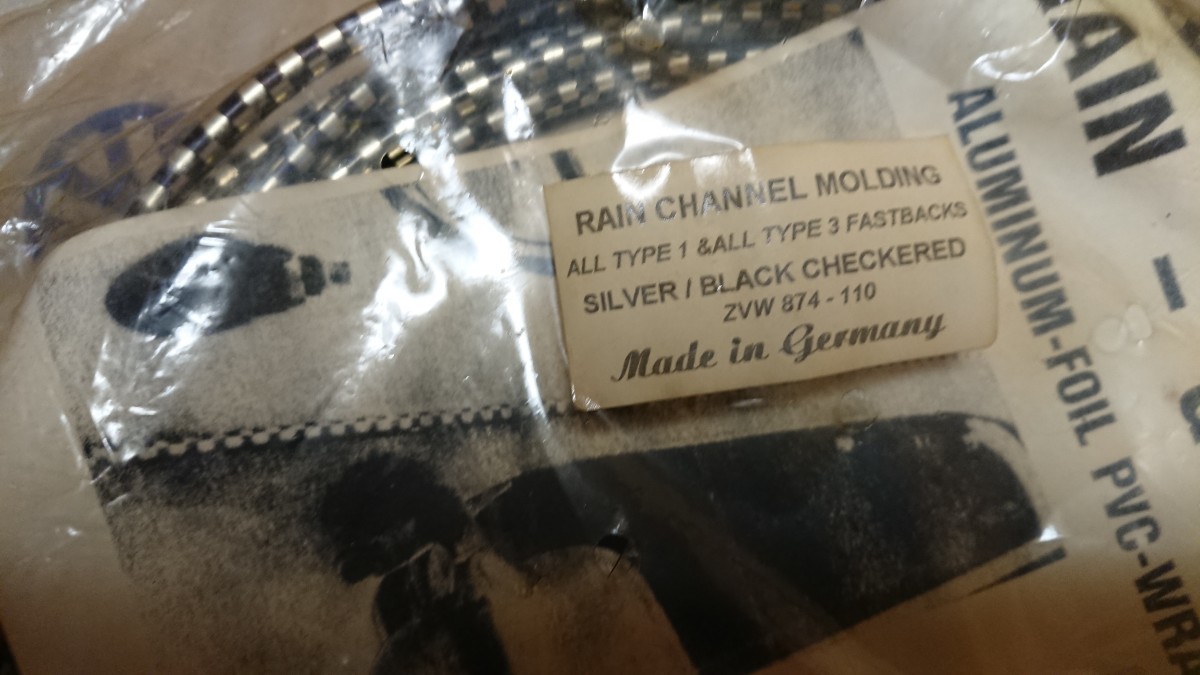 RAIN CHANNEL MOLDING
ALL TYPE 1 &ALL TYPE 3 FASTBACKS
SILVER / BLACK CHECKERED
ZVW 874 - 110
Made in Germany
AIN -
ALUMINUM-FOIL PVC-WRA